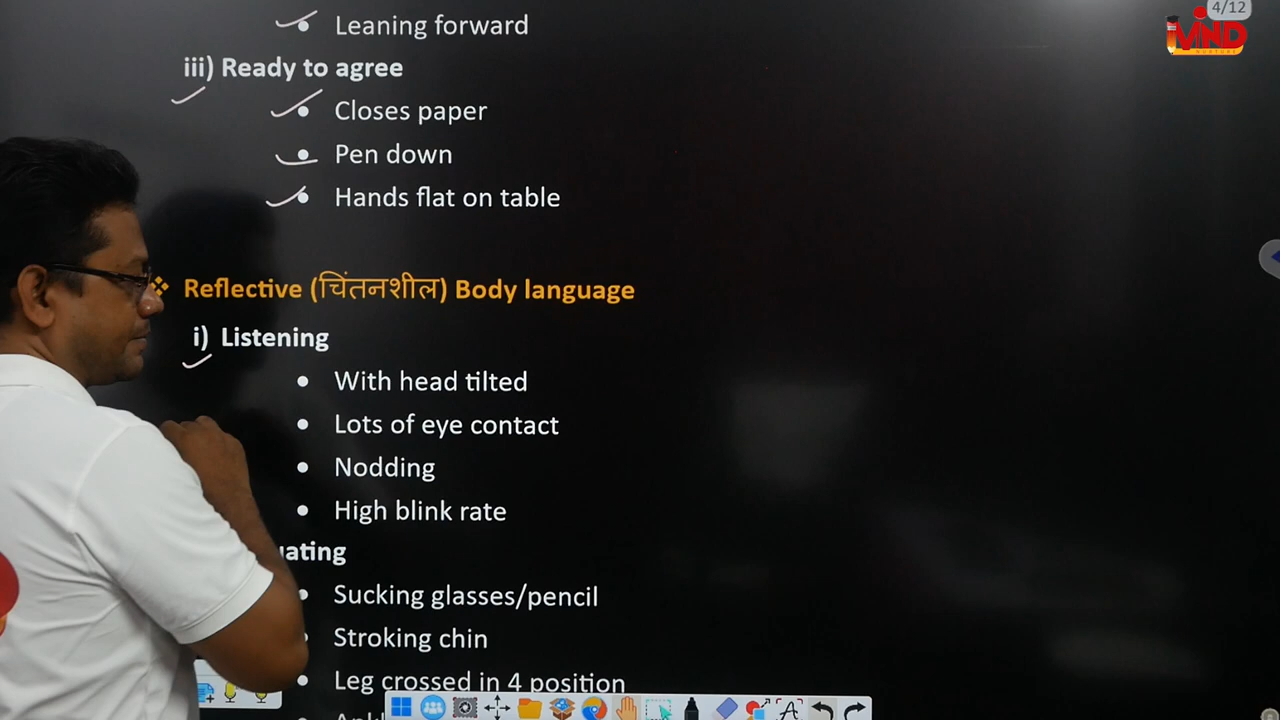 4/12
MIND
• Leaning forward
iii) Ready to agree
• Closes paper
• Pen down
• Hands flat on table
❖ Reflective (चिंतनशील) Body language
i) Listening
• With head tilted
• Lots of eye contact
• Nodding
• High blink rate
• Sucking glasses/pencil
• Stroking chin
• Leg crossed in 4 position